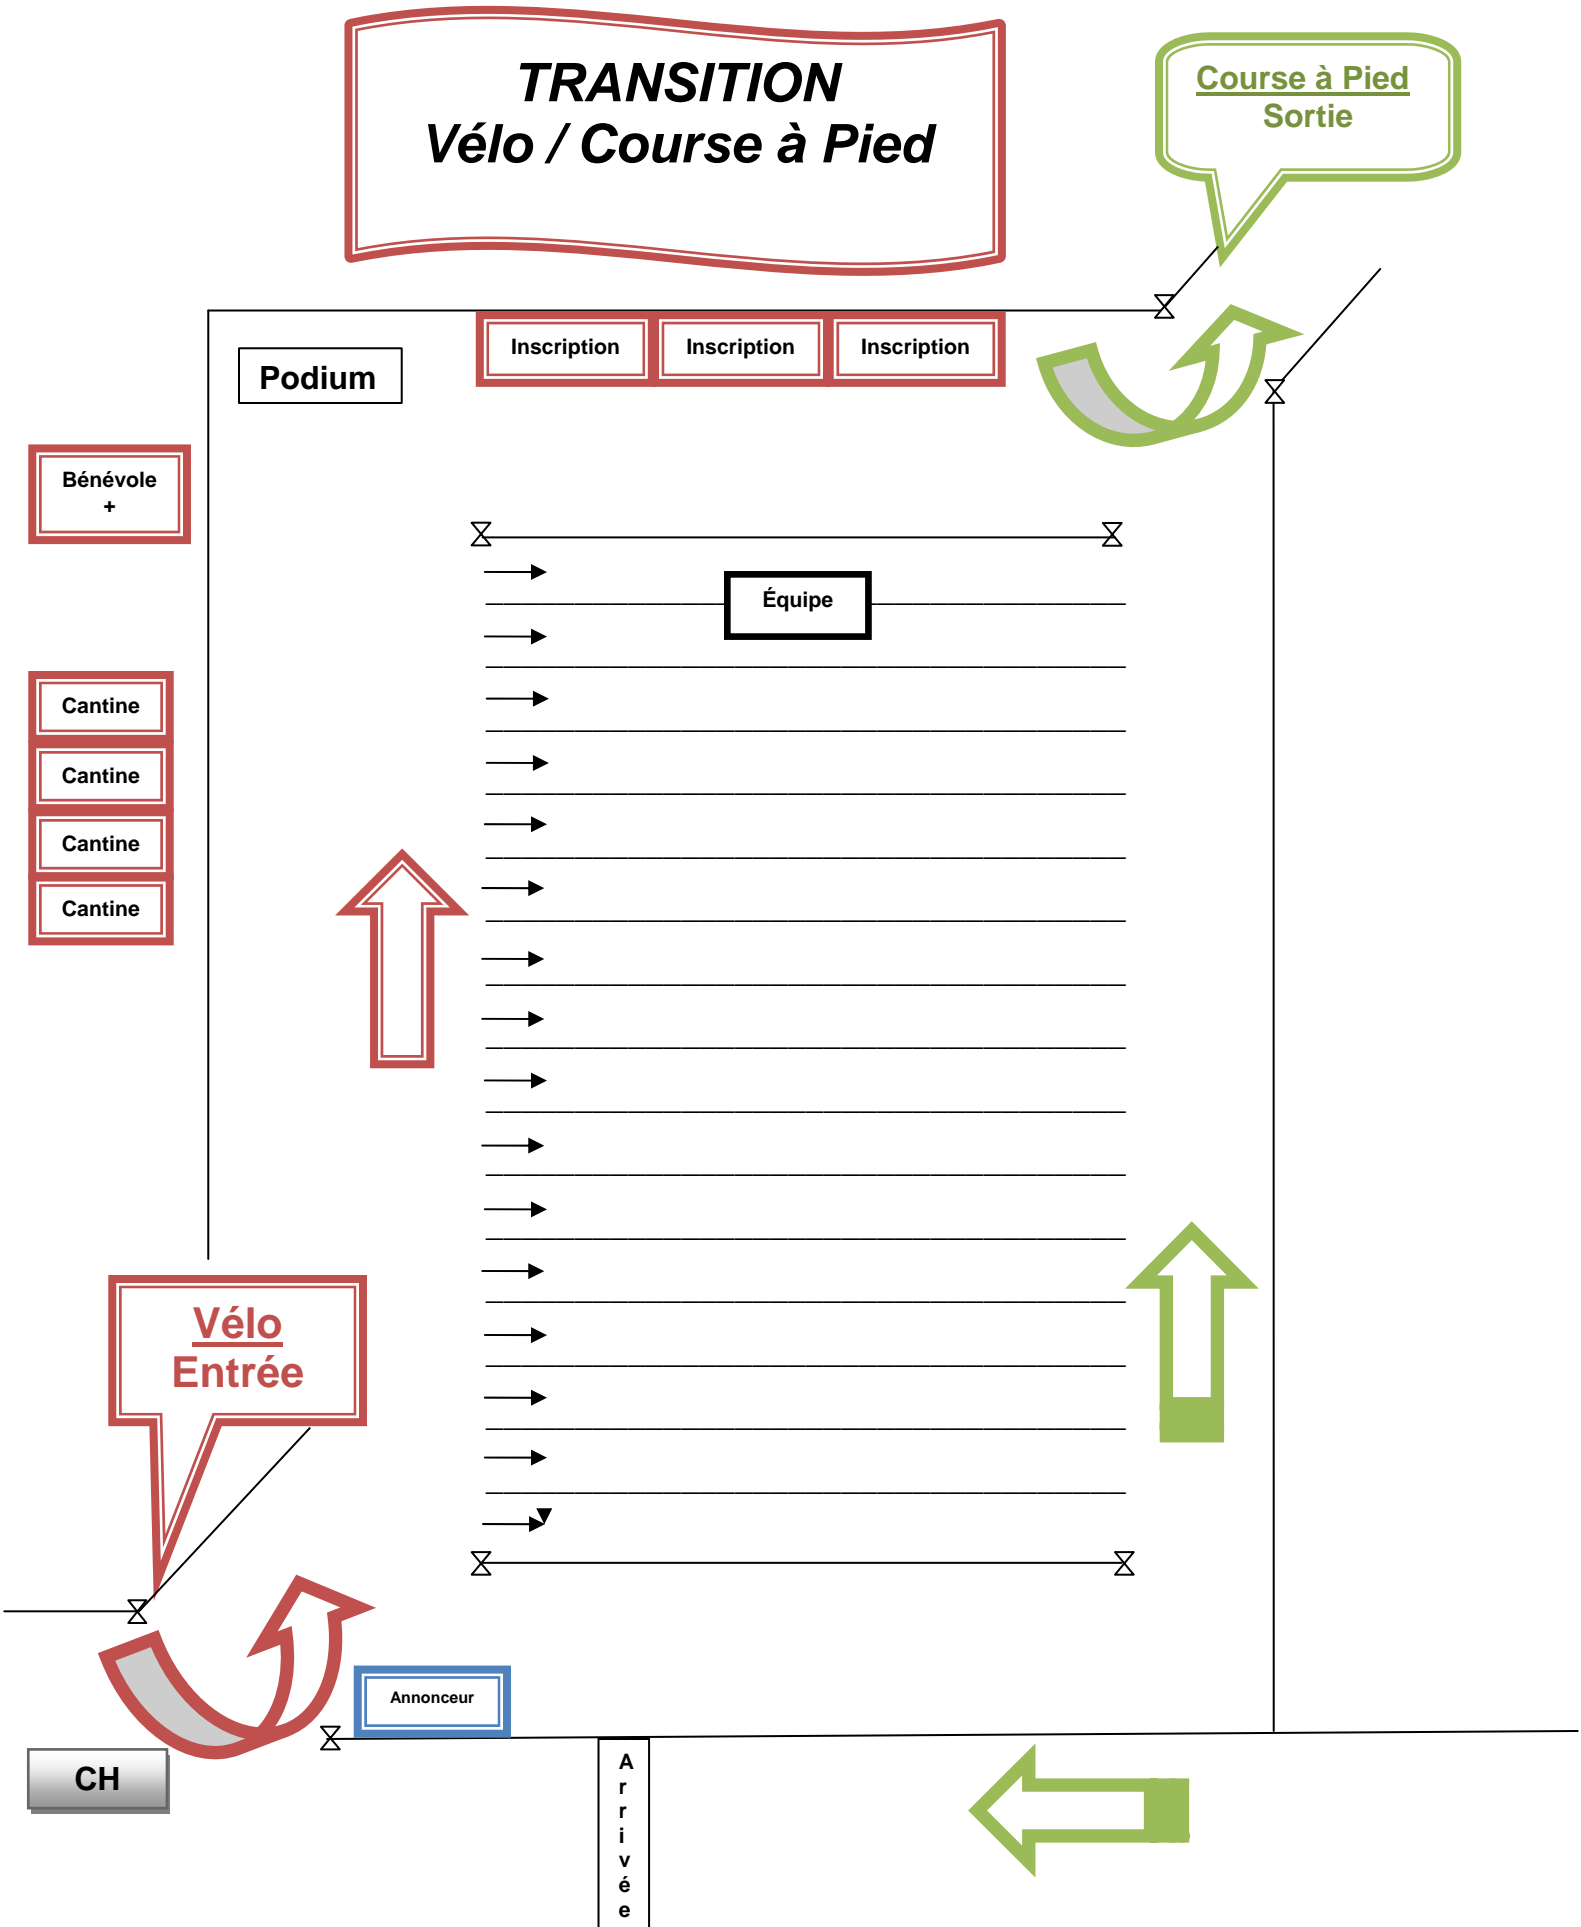 TRANSITION
Vélo / Course à Pied
Course à Pied
Sortie
Inscription
Inscription
Inscription
Podium
Bénévole
+
Équipe
Cantine
Cantine
Cantine
Cantine
Vélo
Entrée
Annonceur
CH
Arrivée